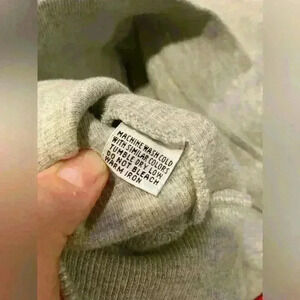 MACHINE WASH COLD
WITH SIMILAR COLORS
TUMBLE DRY LOW
DO NOT BLEACH
WARM IRON